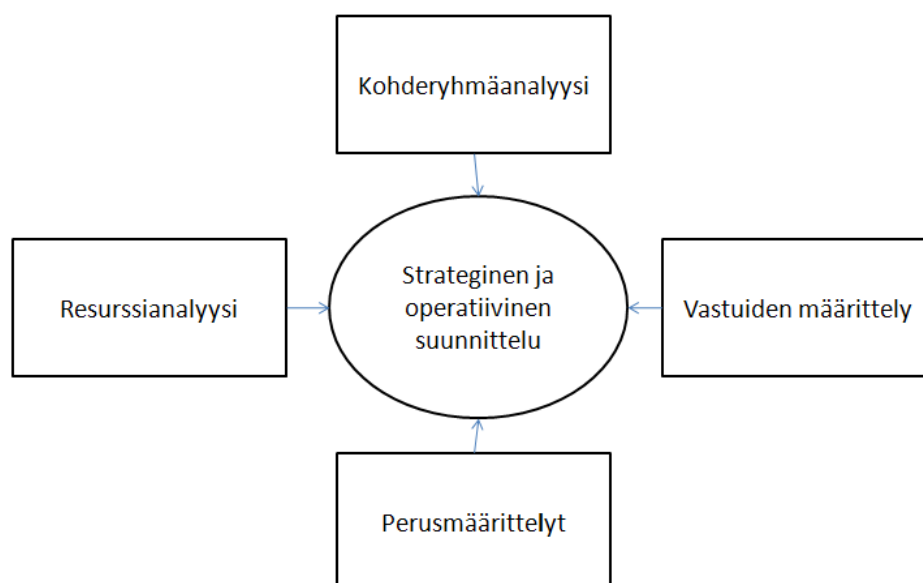 Kohderyhmäanalyysi
Resurssianalyysi
Strateginen ja
operatiivinen
suunnittelu
Vastuiden määrittely
Perusmäärittelyt